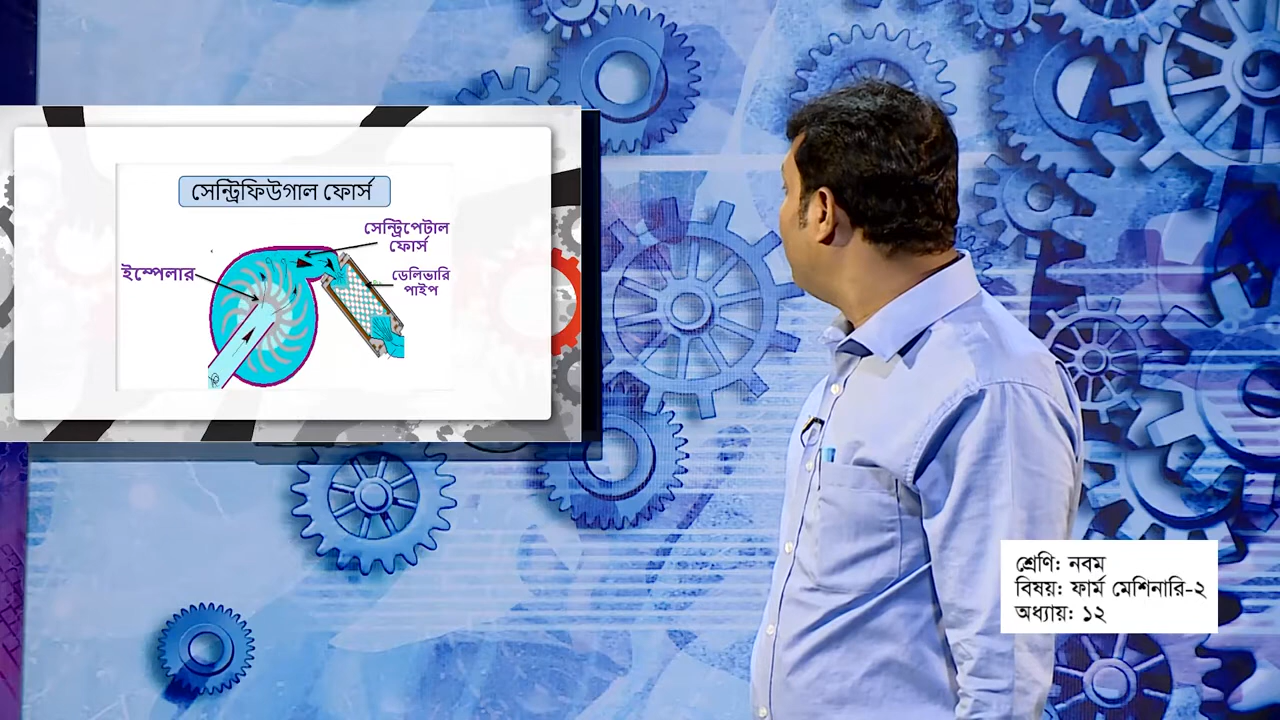 সেন্ট্রিফিউগাল ফোর্স
সেন্ট্রিপেটাল
ফোর্স
ইম্পেলার
ডেলিভারি
পাইপ
শ্রেণি: নবম
বিষয়: ফার্ম মেশিনারি-২
অধ্যায়: ১২